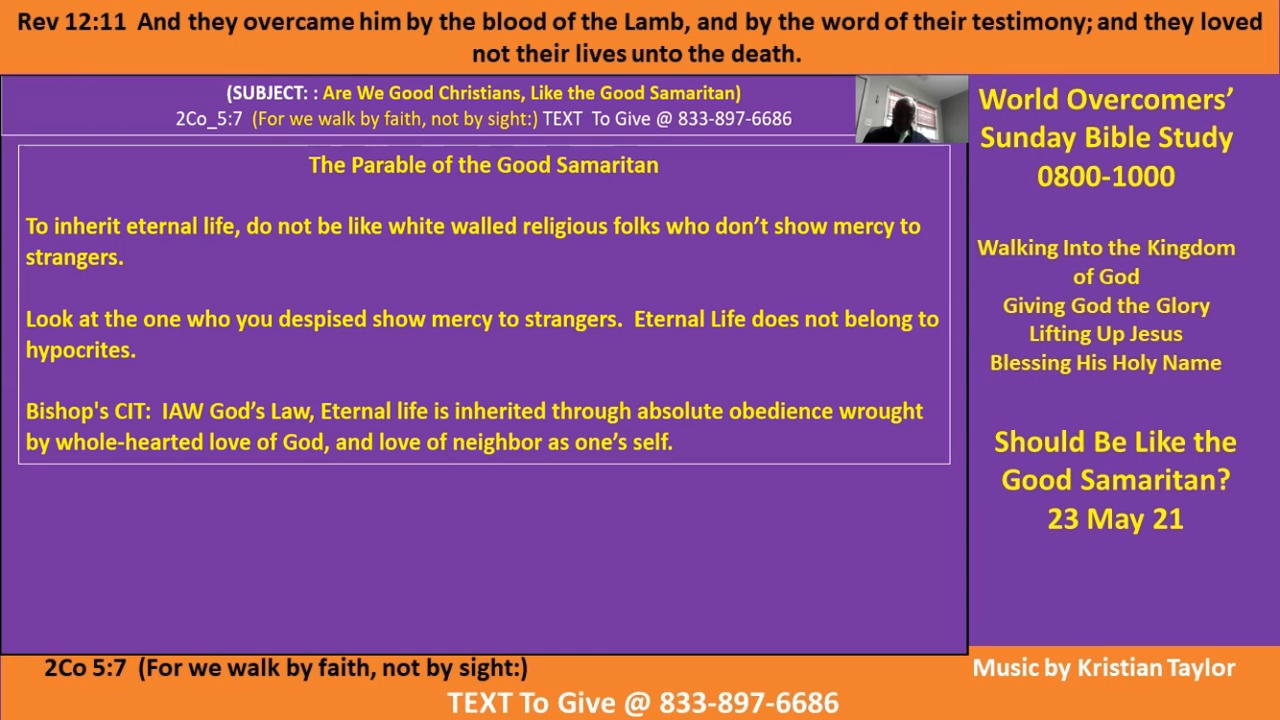 Rev 12:11  And they overcame him by the blood of the Lamb, and by the word of their testimony; and they loved
not their lives unto the death.
(SUBJECT: : Are We Good Christians, Like the Good Samaritan)
2Co_5:7  (For we walk by faith, not by sight:) TEXT  To Give @ 833-897-6686
The Parable of the Good Samaritan
To inherit eternal life, do not be like white walled religious folks who don't show mercy to
strangers.
Look at the one who you despised show mercy to strangers.  Eternal Life does not belong to
hypocrites.
Bishop's CIT:  IAW God's Law, Eternal life is inherited through absolute obedience wrought
by whole-hearted love of God, and love of neighbor as one's self.
World Overcomers'
Sunday Bible Study
0800-1000
Walking Into the Kingdom
of God
Giving God the Glory
Lifting Up Jesus
Blessing His Holy Name
Should Be Like the
Good Samaritan?
23 May 21
2Co 5:7  (For we walk by faith, not by sight:)
Music by Kristian Taylor
TEXT To Give @ 833-897-6686